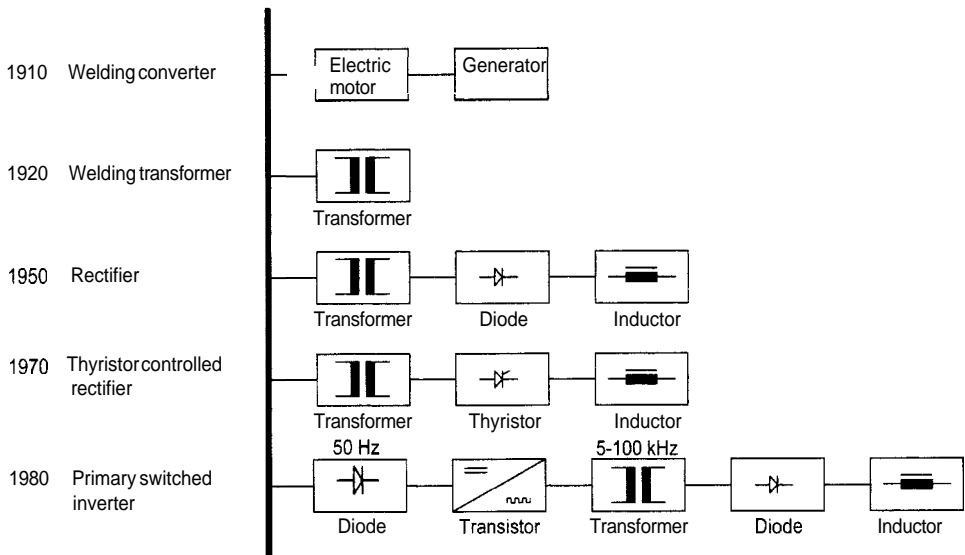 1910 Welding converter
Electric
motor
Generator
1920 Welding transformer
Transformer
1950 Rectifier
Transformer Diode Inductor
1970 Thyristor controlled
rectifier
Transformer Thyristor Inductor
50 Hz 5-100 kHz
1980 Primary switched
inverter
Diode Transistor Transformer Diode Inductor